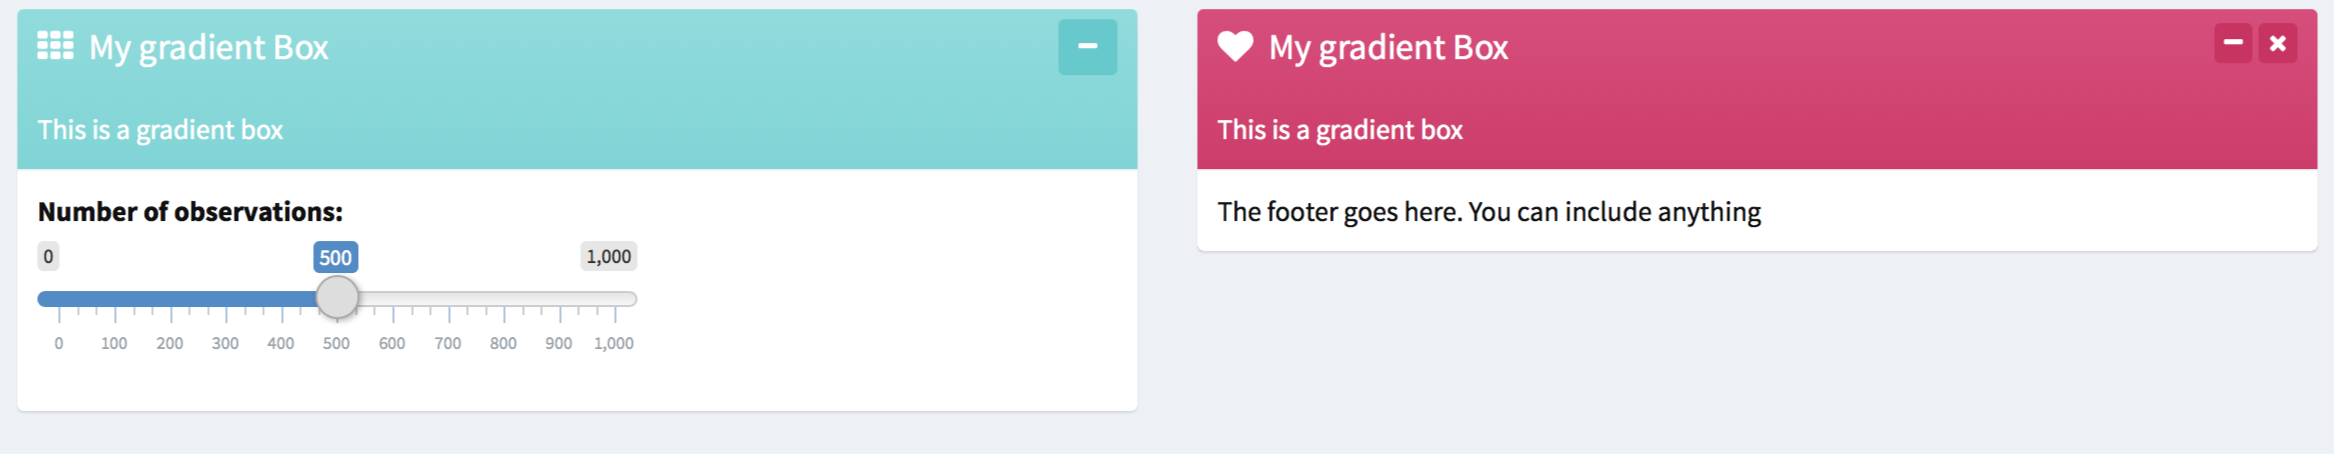 My gradient Box
This is a gradient box
Number of observations:
0 500 1,000
0 100 200 300 400 500 600 700 800 900 1,000
My gradient Box
This is a gradient box
The footer goes here. You can include anything